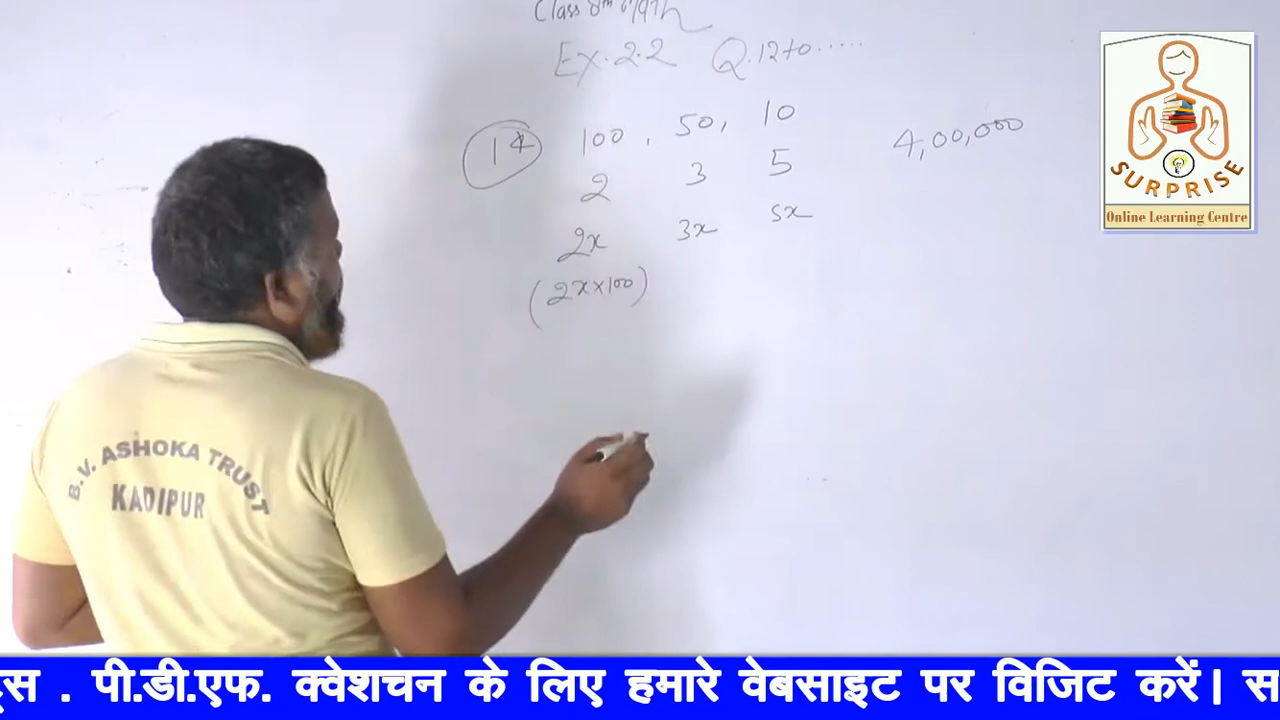 Class 8th Math
Ex. 2.2 Q. 12 to .....
14 100 , 50, 10 4,00,000
2 3 5
2x 3x 5x
(2x×100)
SURPRISE
Online Learning Centre
B.V. ASHOKA TRUST
KADIPUR
. पी.डी.एफ. क्वेशचन के लिए हमारे वेबसाइट पर विजिट करें|